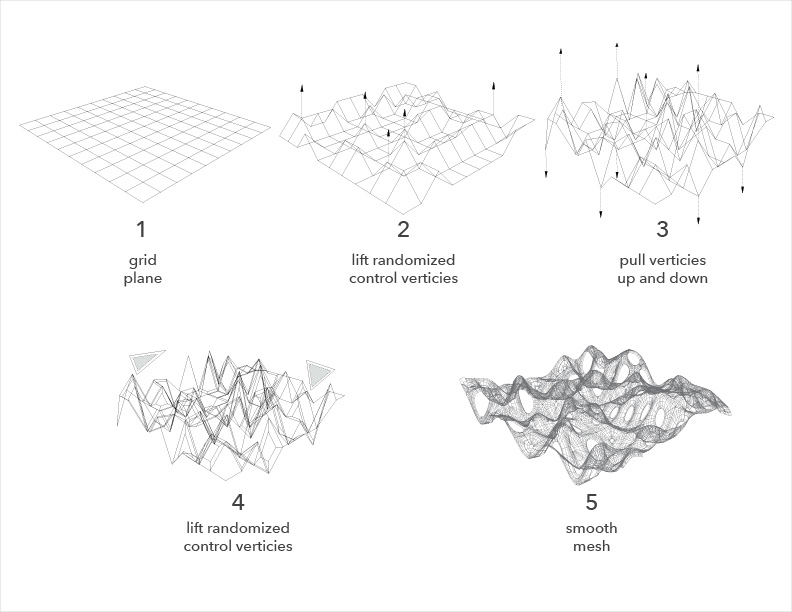 1
grid
plane
2
lift randomized
control verticies
3
pull verticies
up and down
4
lift randomized
control verticies
5
smooth
mesh